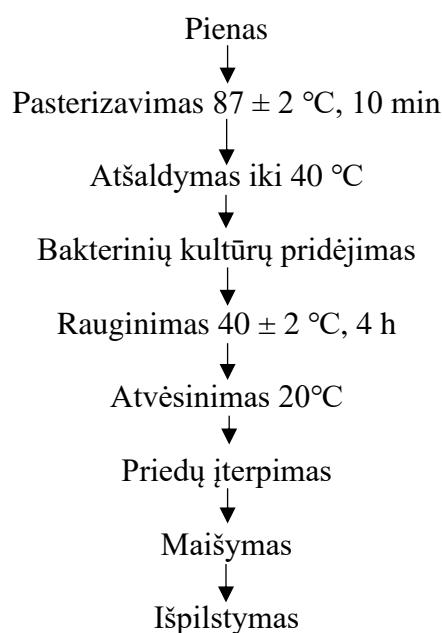 Pienas
Pasterizavimas 87 ± 2 °C, 10 min
Atšaldymas iki 40 °C
Bakterinių kultūrų pridėjimas
Rauginimas 40 ± 2 °C, 4 h
Atvėsinimas 20°C
Priedų įterpimas
Maišymas
Išpilstymas